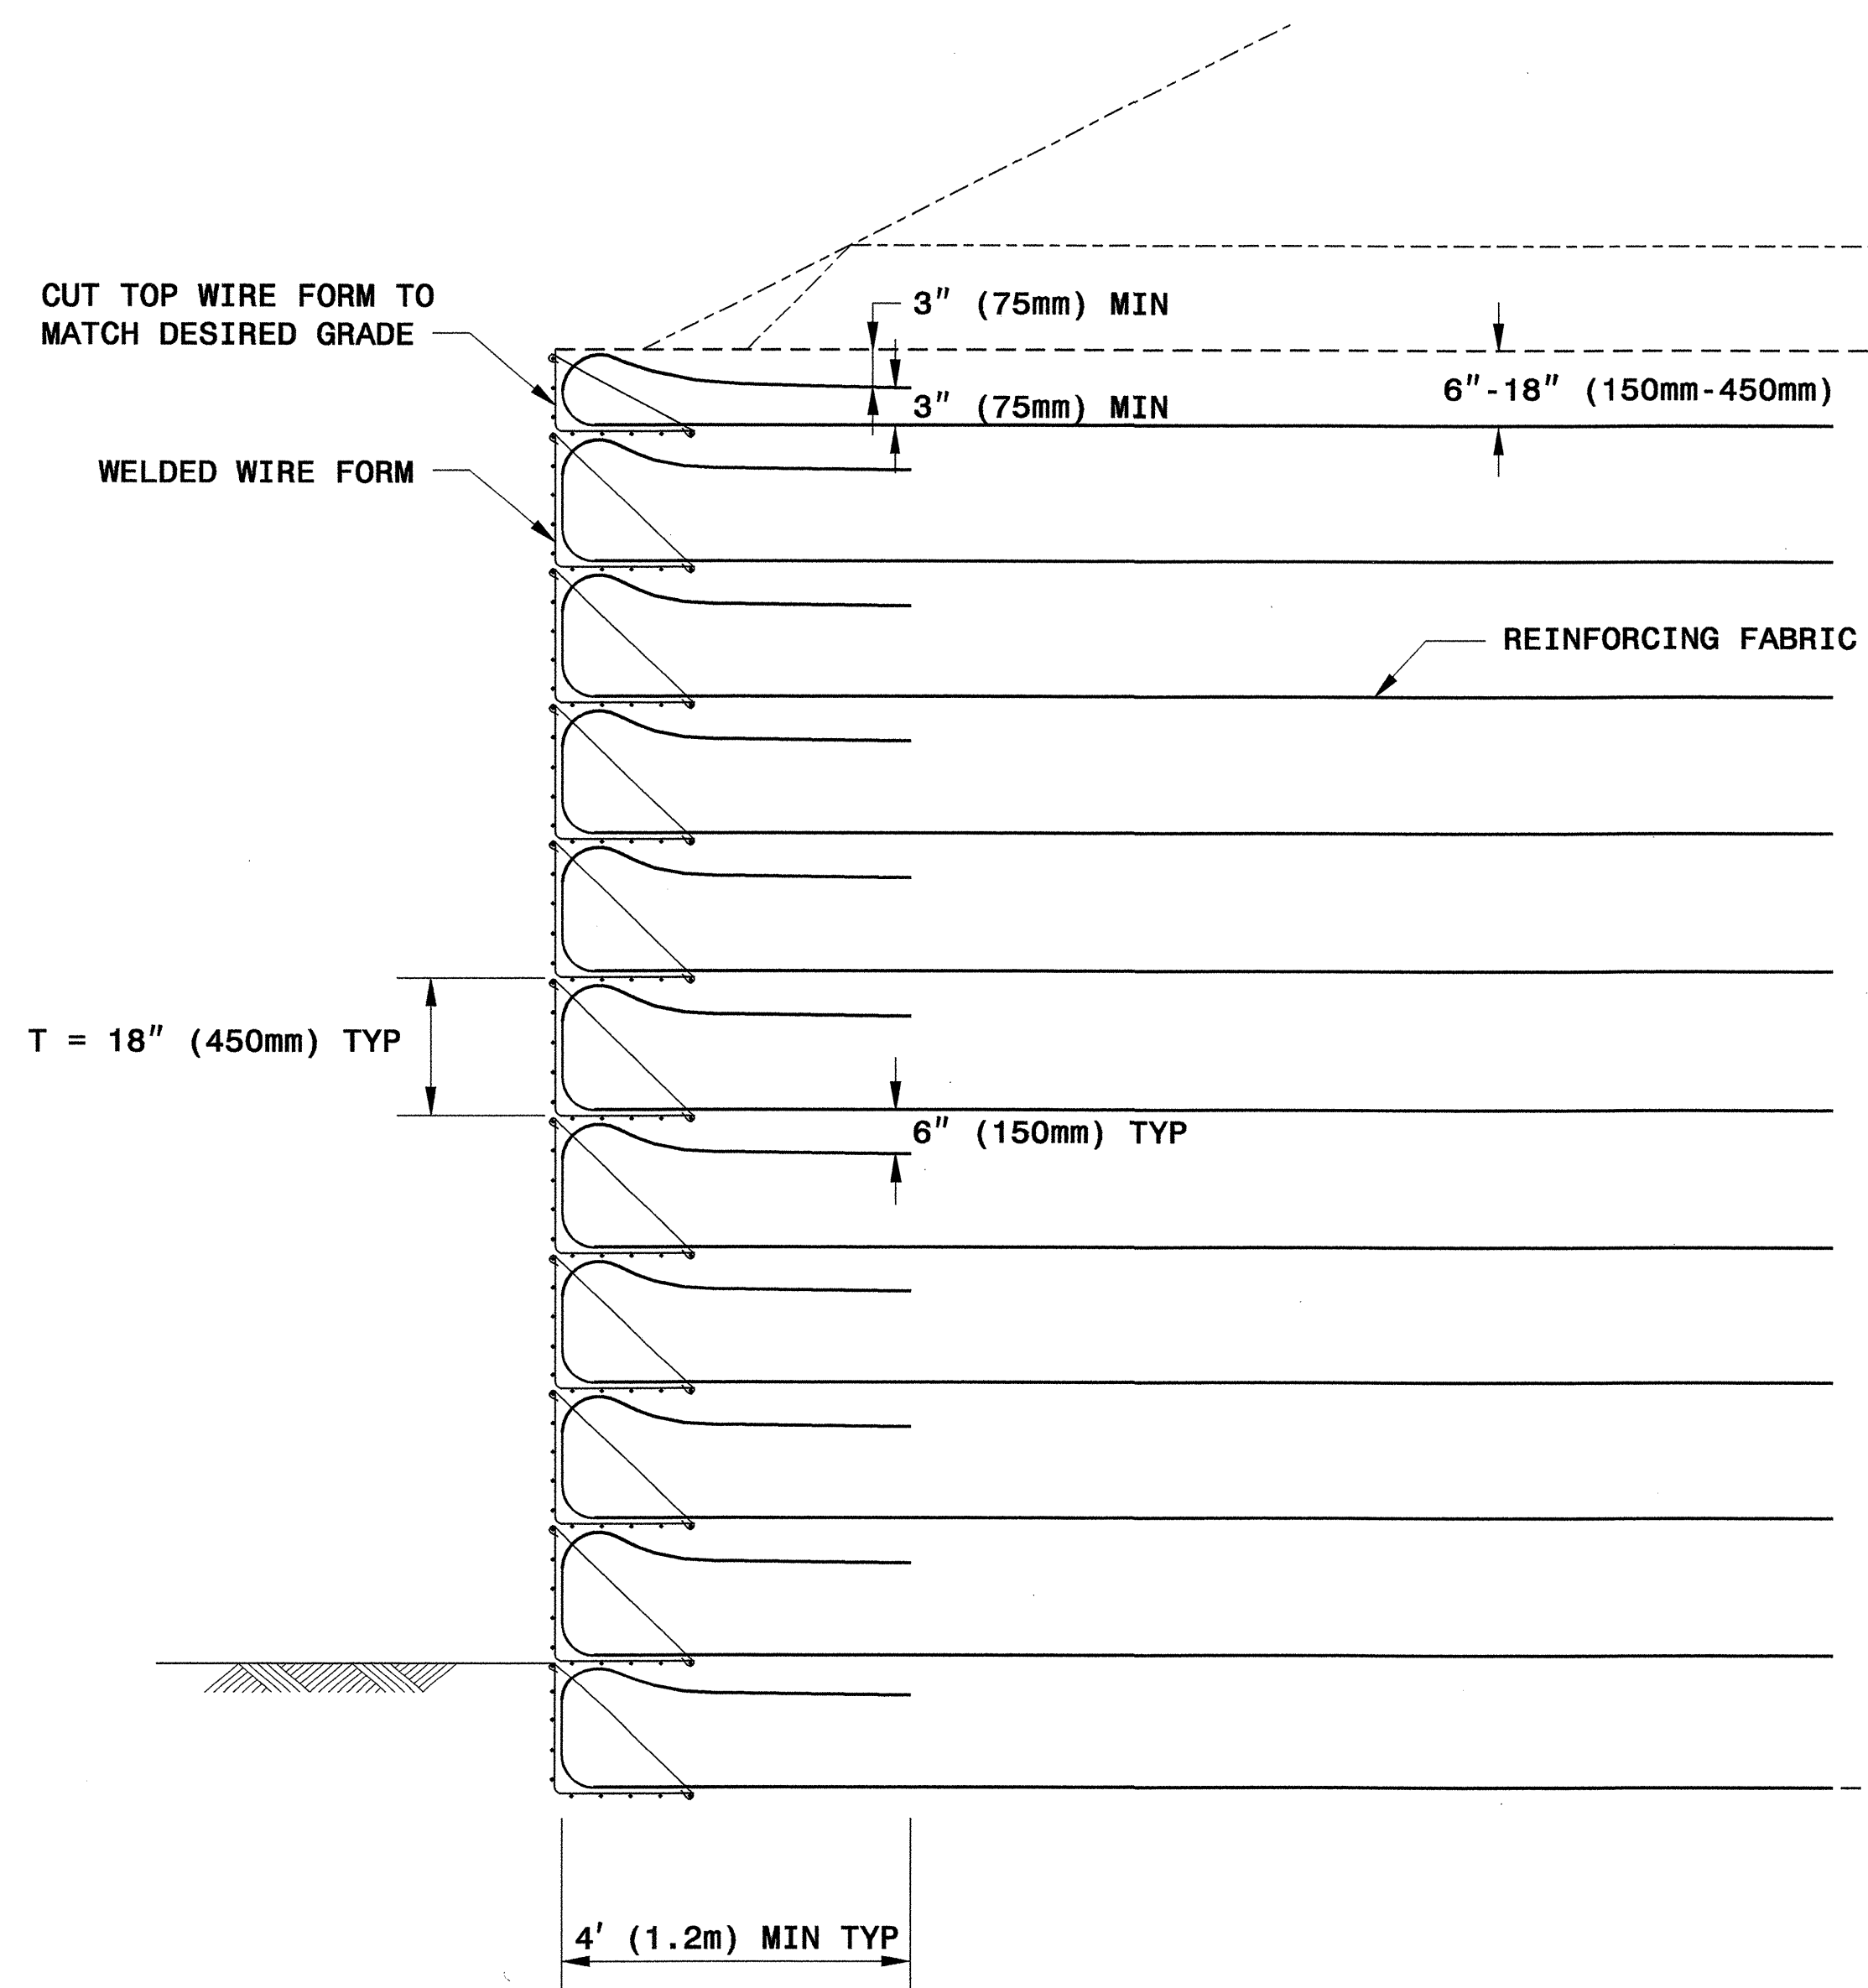 CUT TOP WIRE FORM TO
MATCH DESIRED GRADE
3" (75mm) MIN
3" (75mm) MIN
6"-18" (150mm-450mm)
WELDED WIRE FORM
REINFORCING FABRIC
T = 18" (450mm) TYP
6" (150mm) TYP
4' (1.2m) MIN TYP